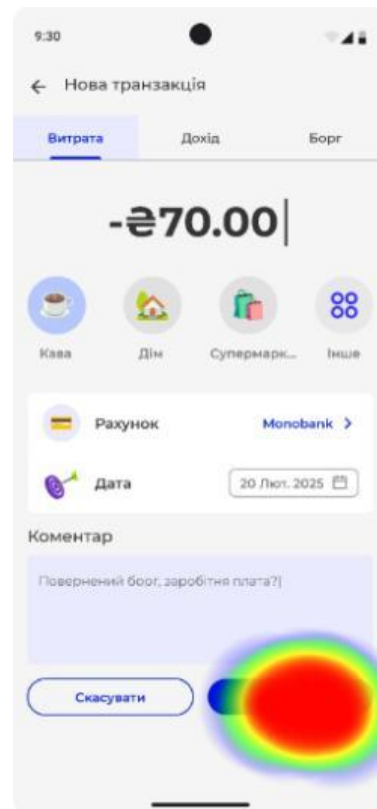 9:30
Нова транзакція
Витрата Дохід Борг
-₴70.00
Кава Дім Супермарк... Інше
Рахунок Monobank >
Дата 20 Лют. 2025
Коментар
Повернений борг, заробітня плата?
Скасувати